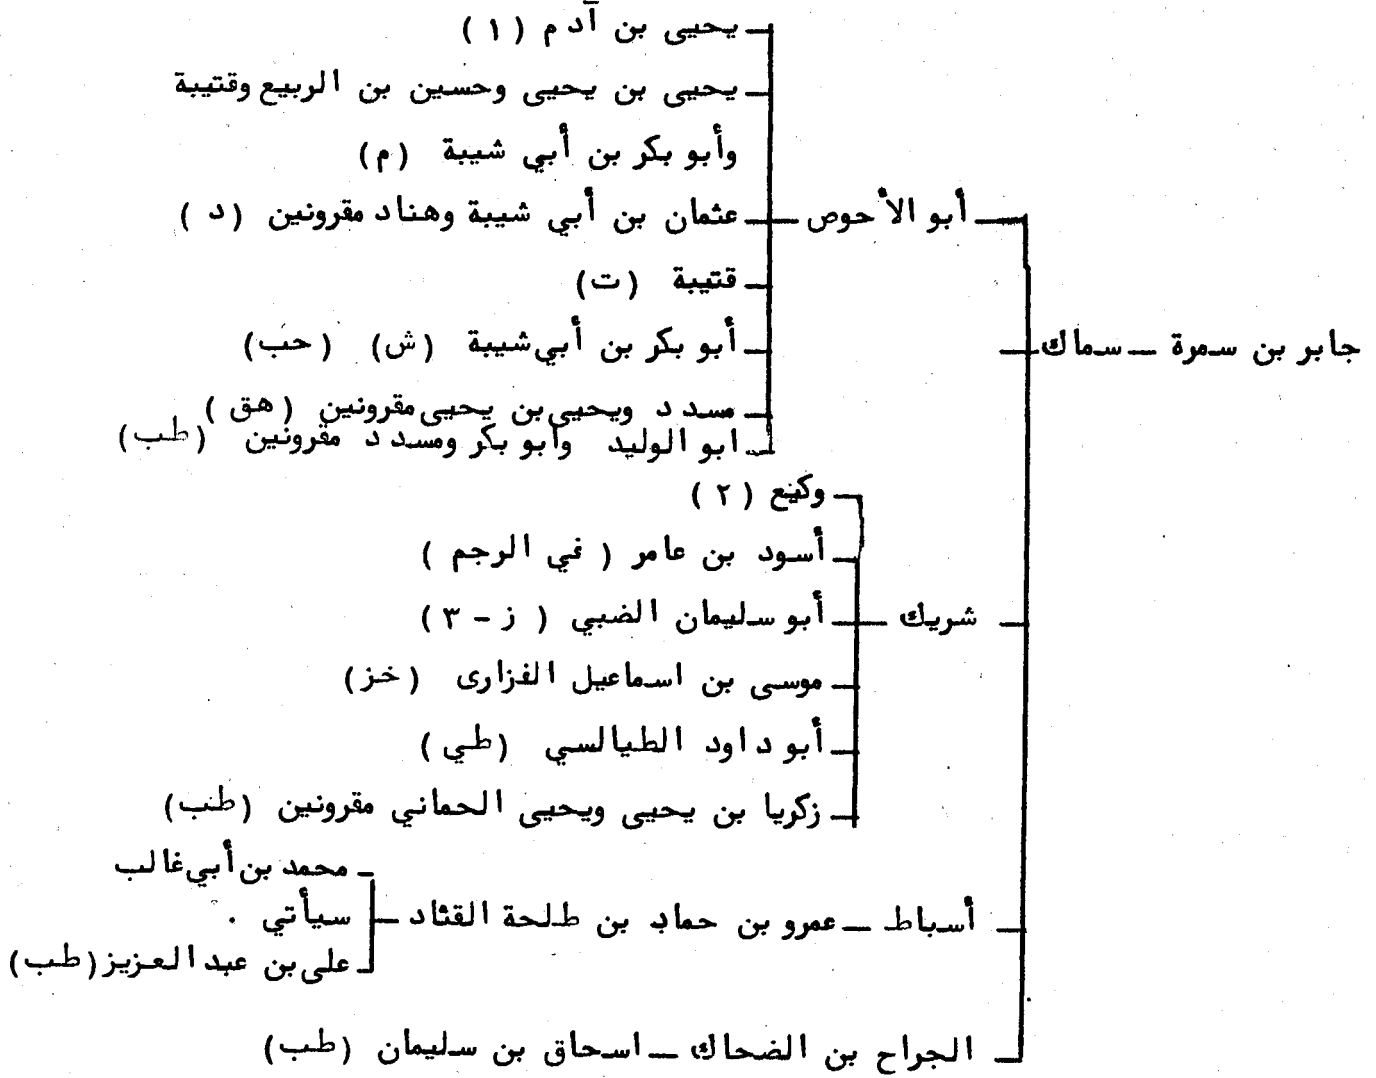 يحيى بن آدم (١)
يحيى بن يحيى وحسين بن الربيع وقتيبة
وأبو بكر بن أبي شيبة (م)
عثمان بن أبي شيبة وهناد مقرونين (د)
أبو الأحوص
قتيبة (ت)
أبو بكر بن أبي شيبة (ش) (حب)
جابر بن سمرة — سماك
مسدد ويحيى بن يحيى مقرونين (هق)
ابو الوليد وأبو بكر ومسدد مقرونين (طب)
وكيع (٢)
أسود بن عامر (في الرجم)
أبو سليمان الضبي (ز - ٣)
شريك
موسى بن اسماعيل الفزارى (خز)
أبو داود الطيالسي (طي)
زكريا بن يحيى ويحيى الحماني مقرونين (طب)
محمد بن أبي غالب
أسباط — عمرو بن حماد بن طلحة القناد
سيأتي .
على بن عبد العزيز (طب)
الجراح بن الضحاك — اسحاق بن سليمان (طب)